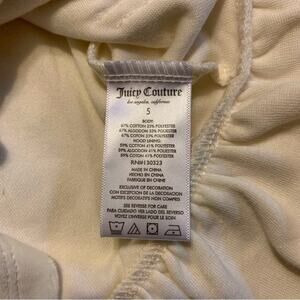 Juicy Couture
los angeles, california
5
BODY:
67% COTTON 33% POLYESTER
67% ALGODON 33% POLIESTER
67% COTON 33% POLYESTER
HOOD LINING:
59% COTTON 41% POLYESTER
59% ALGODON 41% POLIESTER
59% COTON 41% POLYESTER
RN#130323
MADE IN CHINA
HECHO EN CHINA
FABRIQUE EN CHINE
EXCLUSIVE OF DECORATION
CON EXCEPCION DE LA DECORACION
MOTIFS DECORATIFS NON COMPRIS
SEE REVERSE FOR CARE
PARA CUIDADO VER LADO DEL REVERSO
VOYEZ L'INVERSE POUR LE SOIN